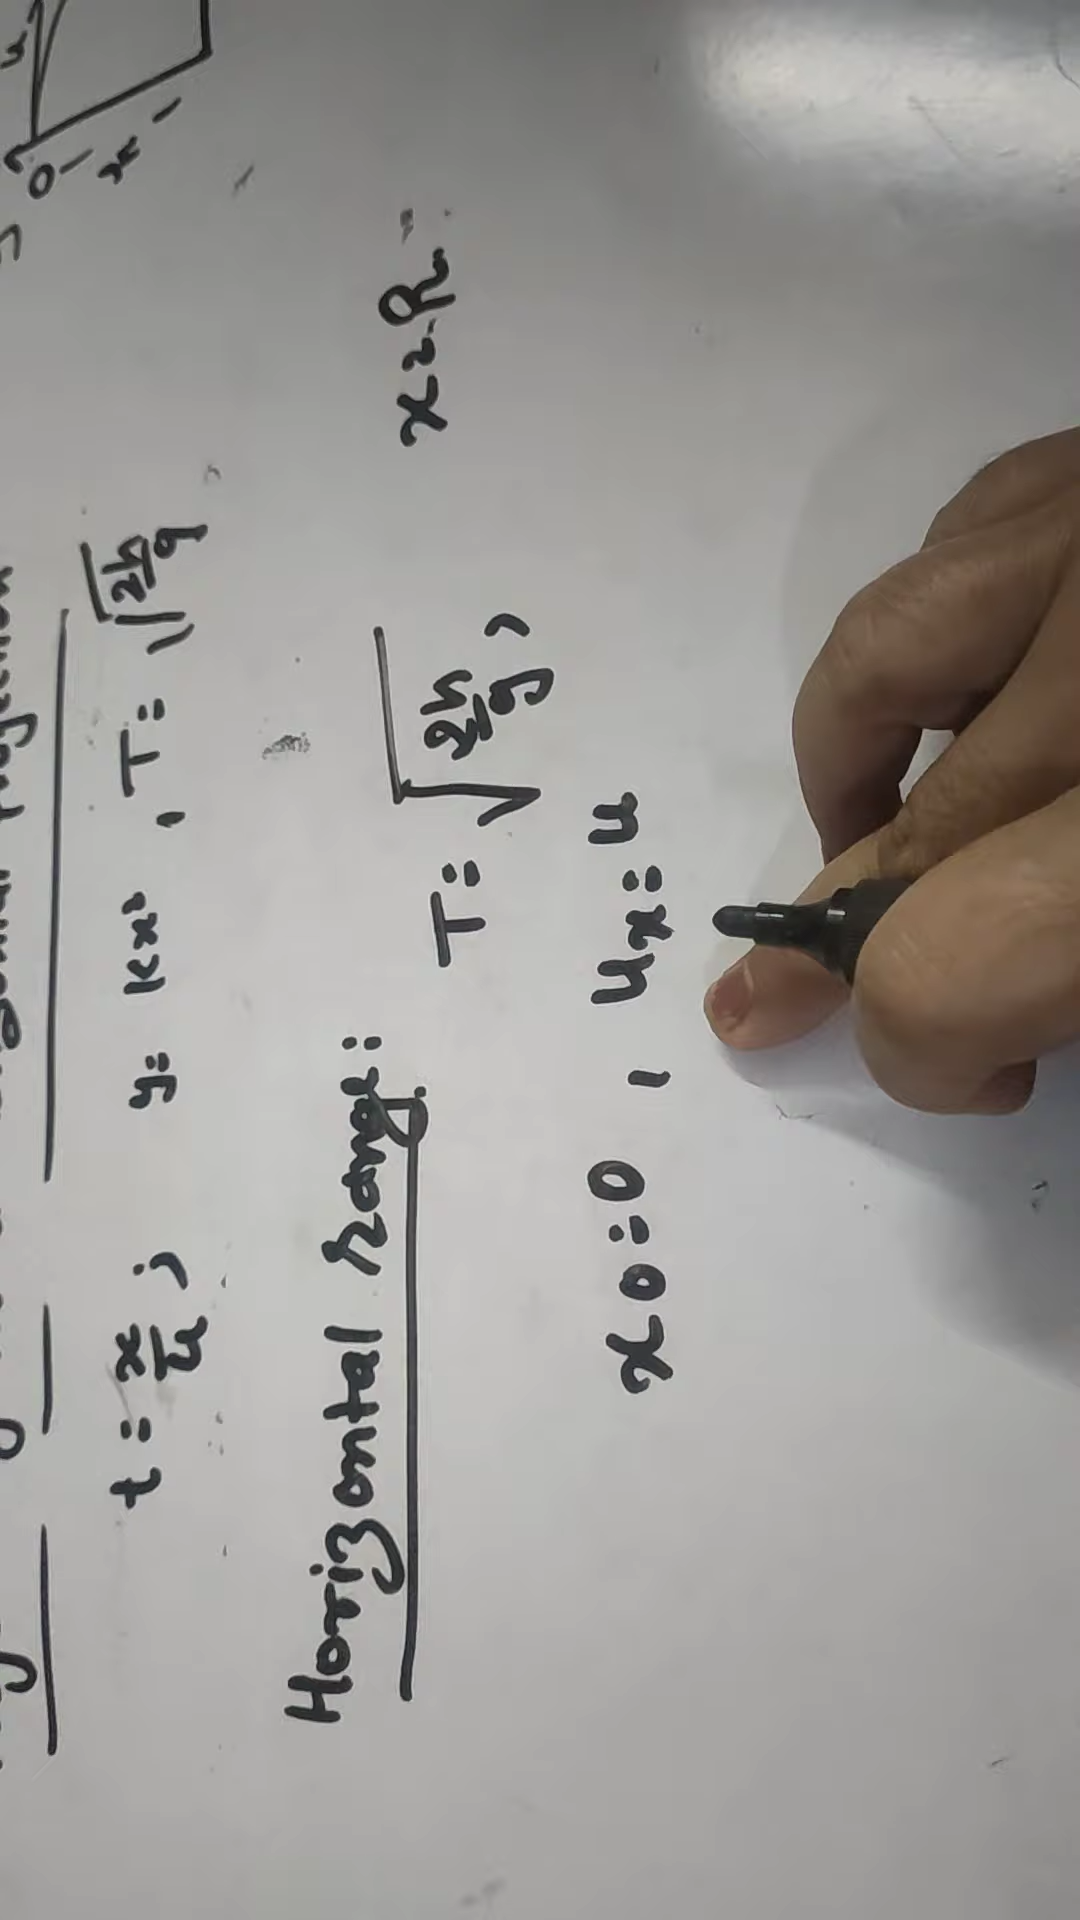 u
O
x
t = x/u ; y = kx² , T = √2h/g
Horizontal range: T = √2h/g , x = R =
x₀ = 0 , uₓ = u